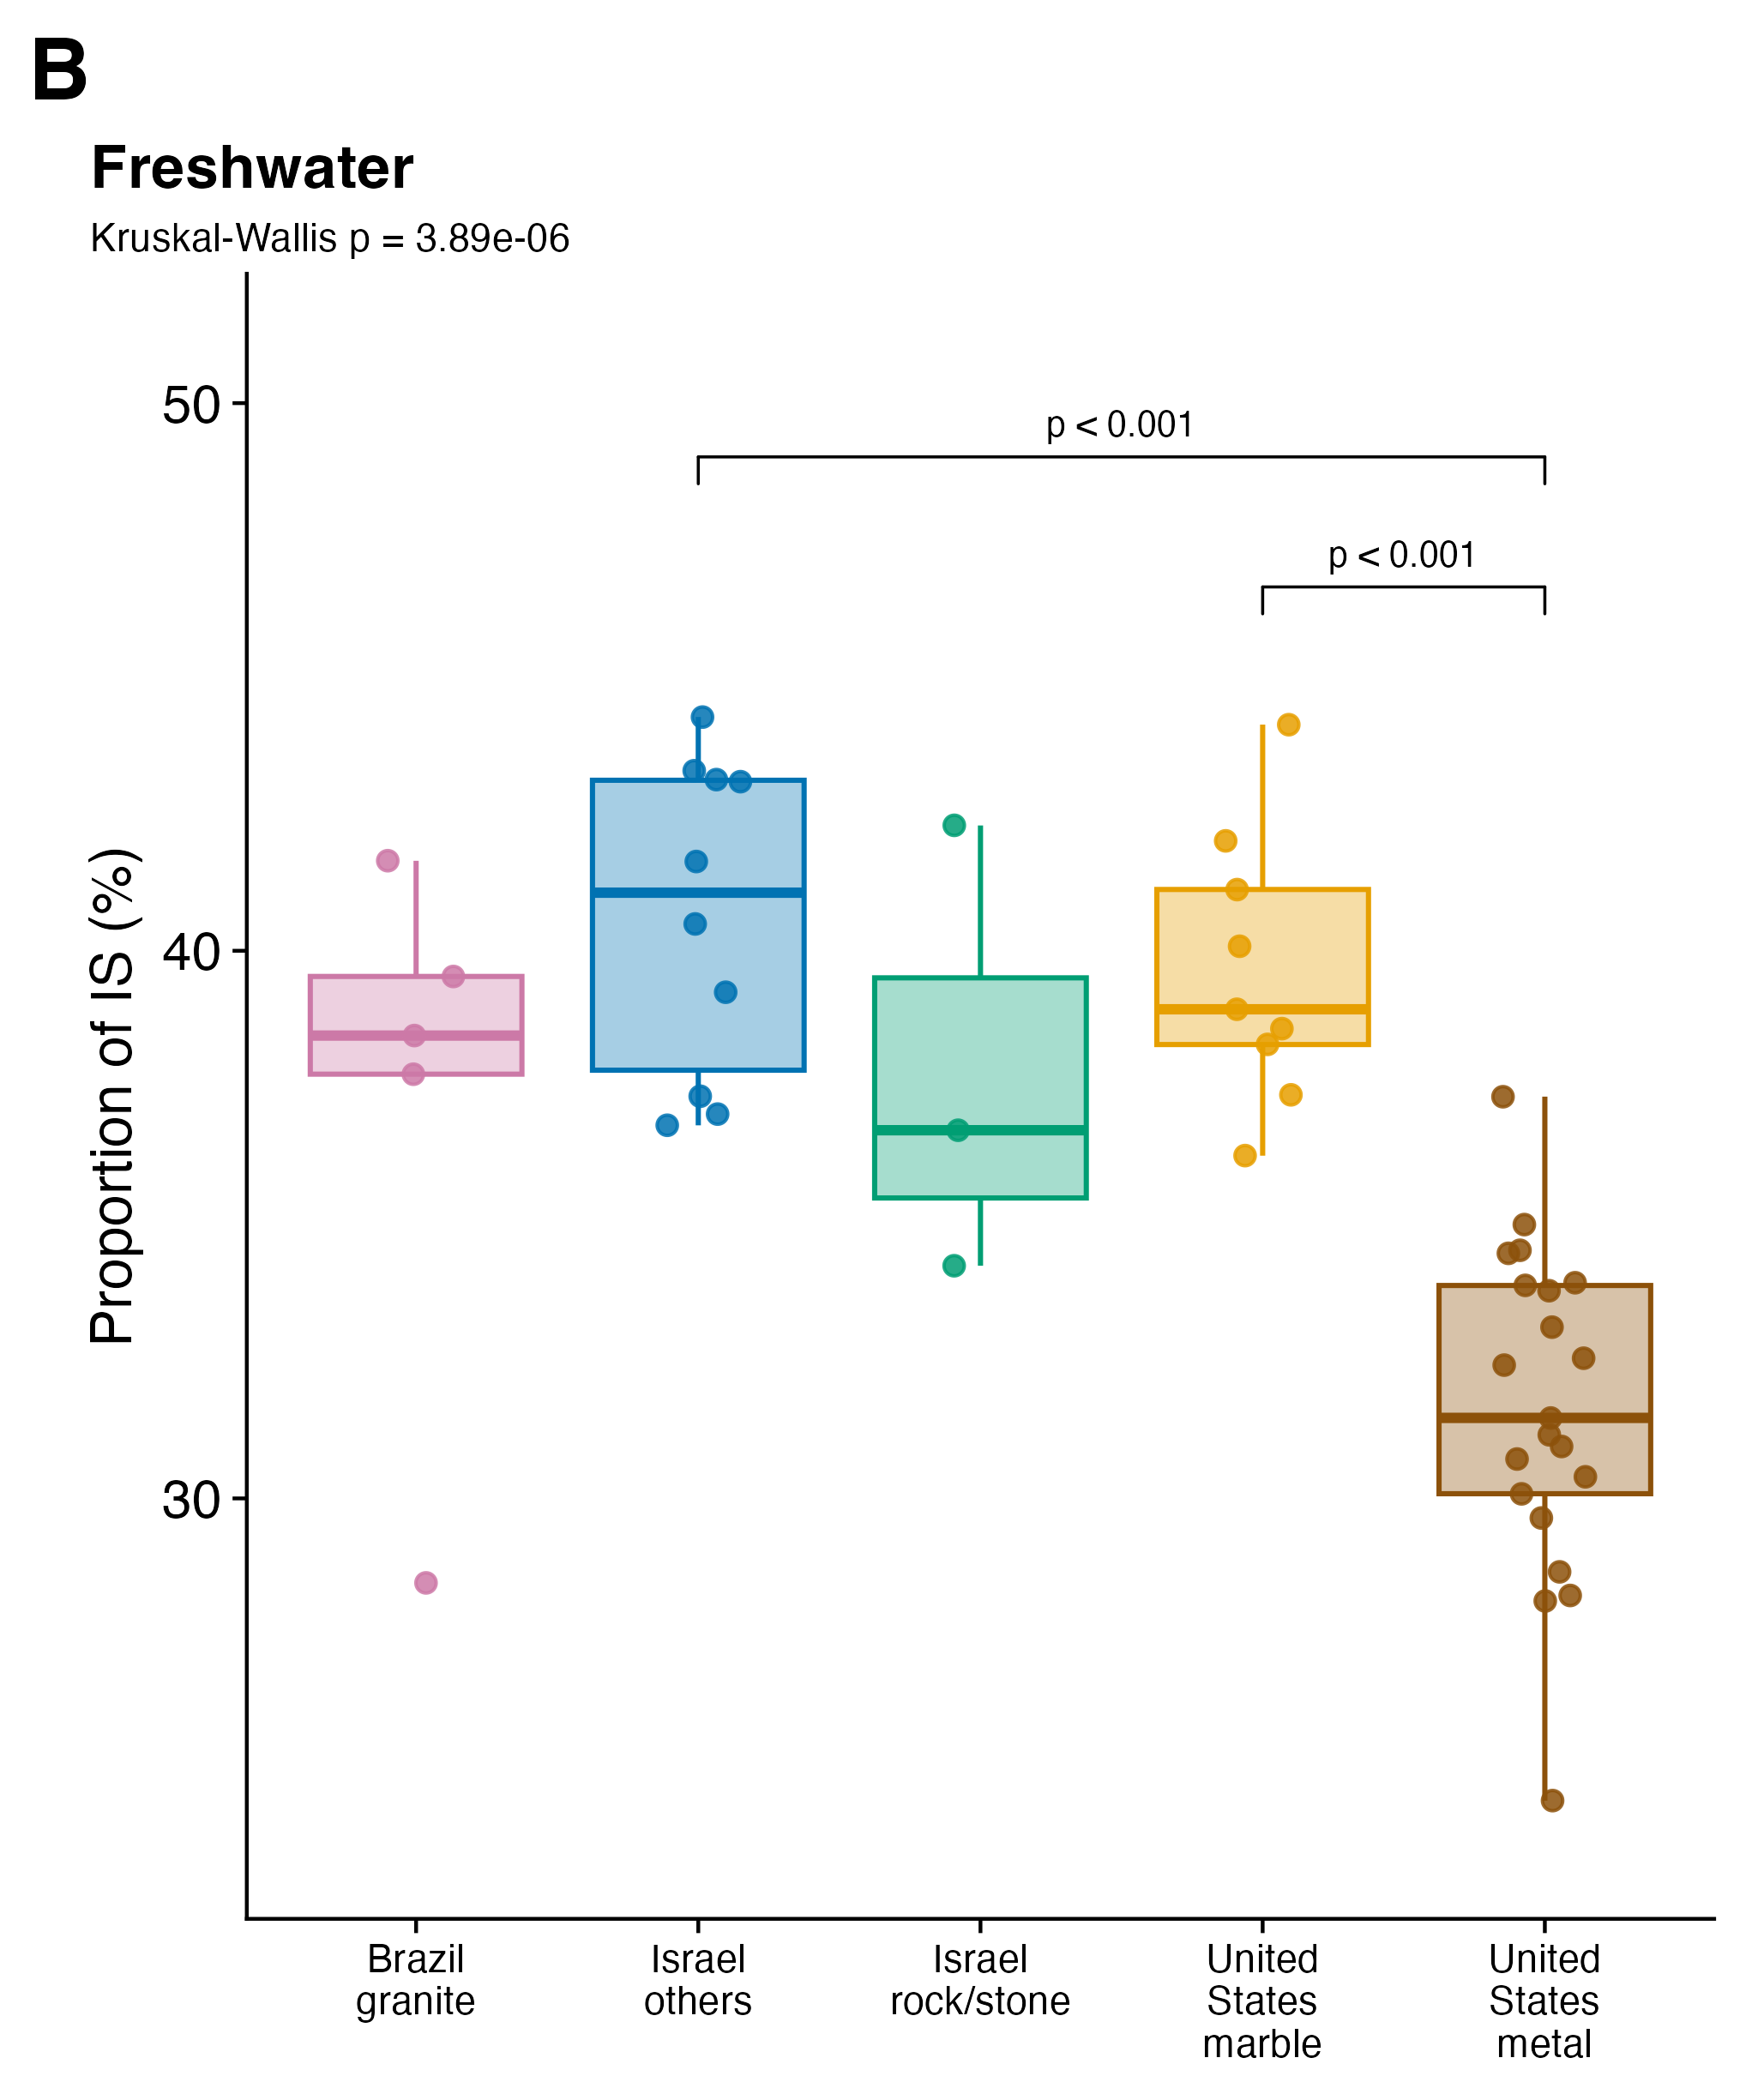 B
Freshwater
Kruskal-Wallis p = 3.89e-06
50
40
30
Proportion of IS (%)
p < 0.001
p < 0.001
Brazil
granite
Israel
others
Israel
rock/stone
United
States
marble
United
States
metal